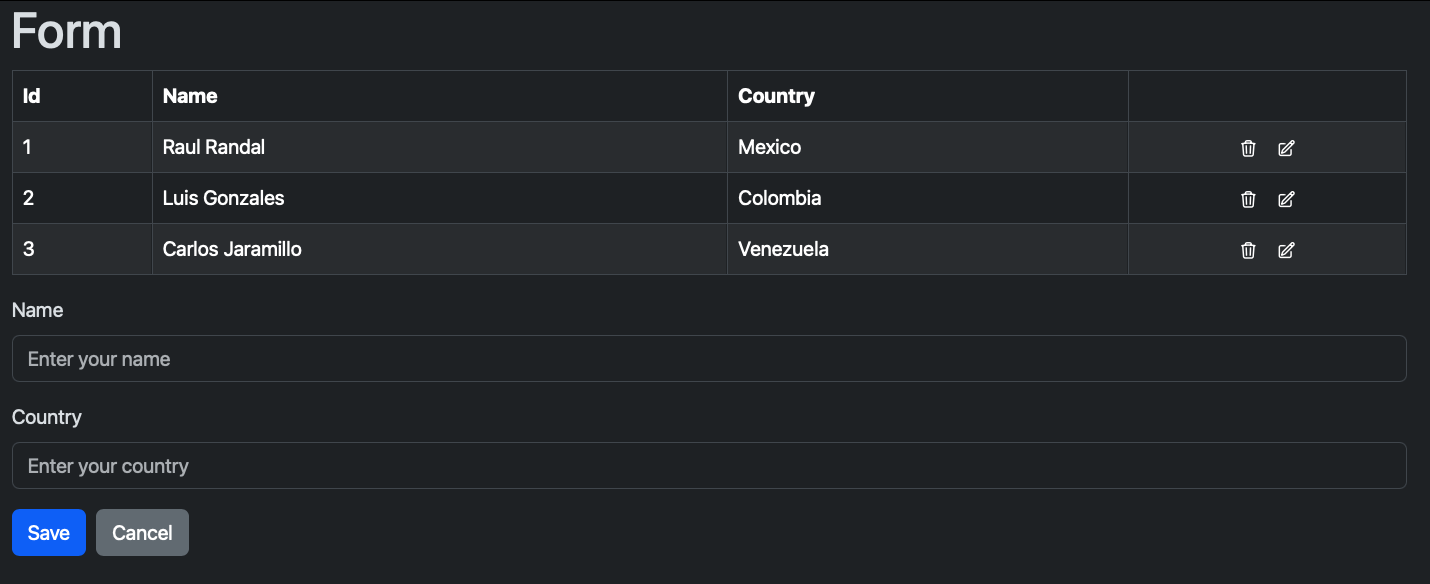 Form
Id Name Country
1 Raul Randal Mexico
2 Luis Gonzales Colombia
3 Carlos Jaramillo Venezuela
Name
Enter your name
Country
Enter your country
Save Cancel